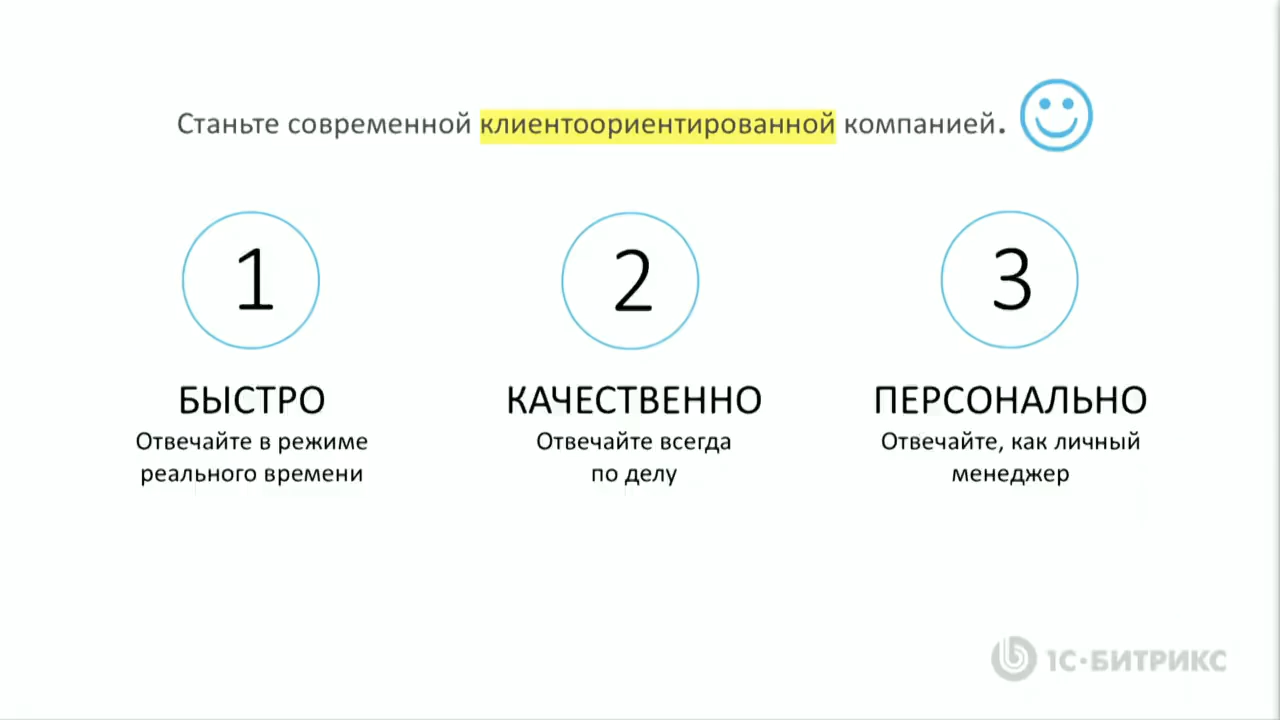 Станьте современной клиентоориентированной компанией.
1
2
3
БЫСТРО
Отвечайте в режиме
реального времени
КАЧЕСТВЕННО
Отвечайте всегда
по делу
ПЕРСОНАЛЬНО
Отвечайте, как личный
менеджер
1С·БИТРИКС